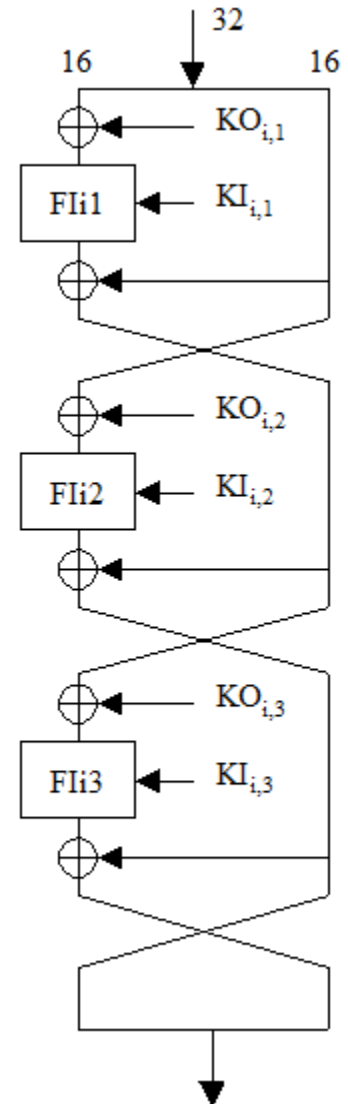 32
16 16
KO_{i,1}
FIi1 KI_{i,1}
KO_{i,2}
FIi2 KI_{i,2}
KO_{i,3}
FIi3 KI_{i,3}